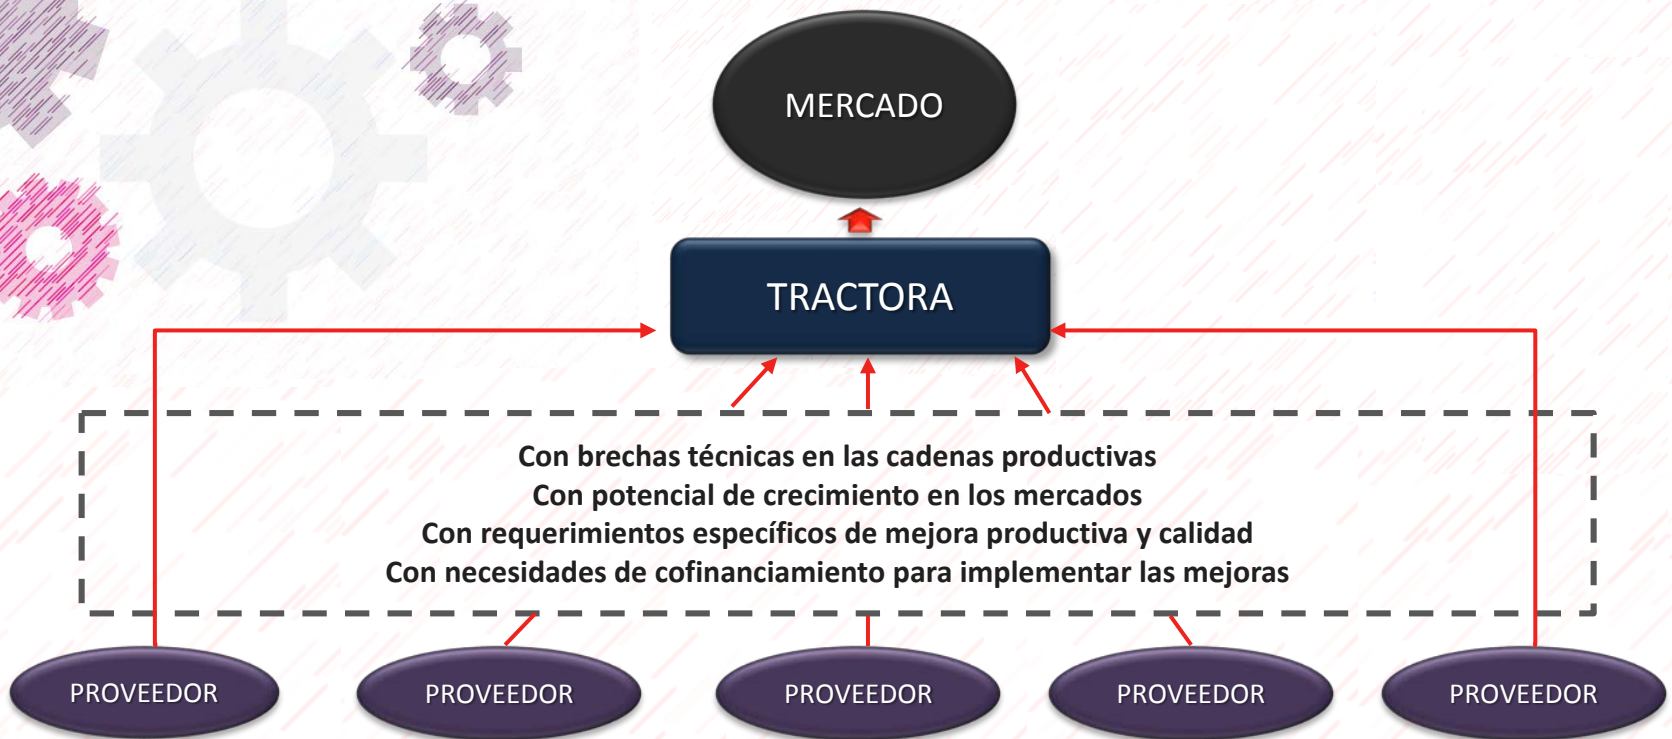 MERCADO
TRACTORA
Con brechas técnicas en las cadenas productivas
Con potencial de crecimiento en los mercados
Con requerimientos específicos de mejora productiva y calidad
Con necesidades de cofinanciamiento para implementar las mejoras
PROVEEDOR
PROVEEDOR
PROVEEDOR
PROVEEDOR
PROVEEDOR